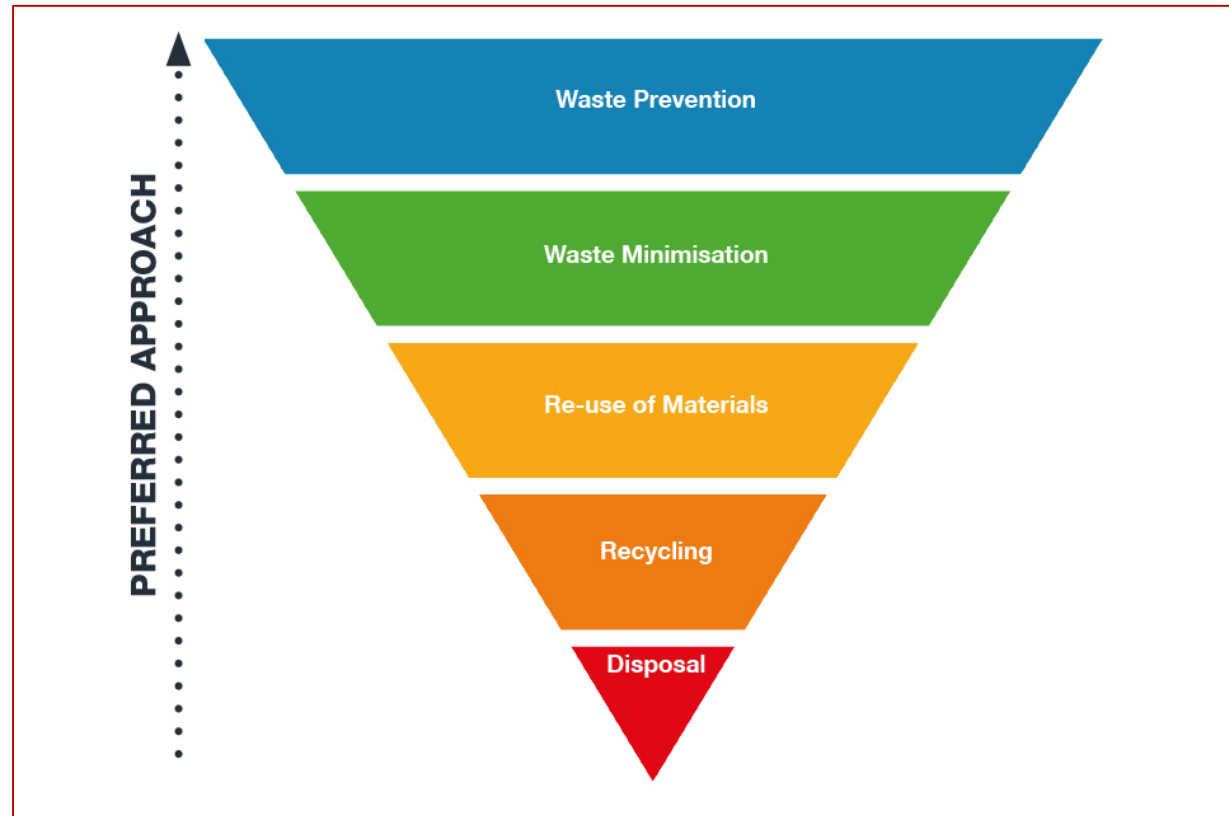 PREFERRED APPROACH
Waste Prevention
Waste Minimisation
Re-use of Materials
Recycling
Disposal